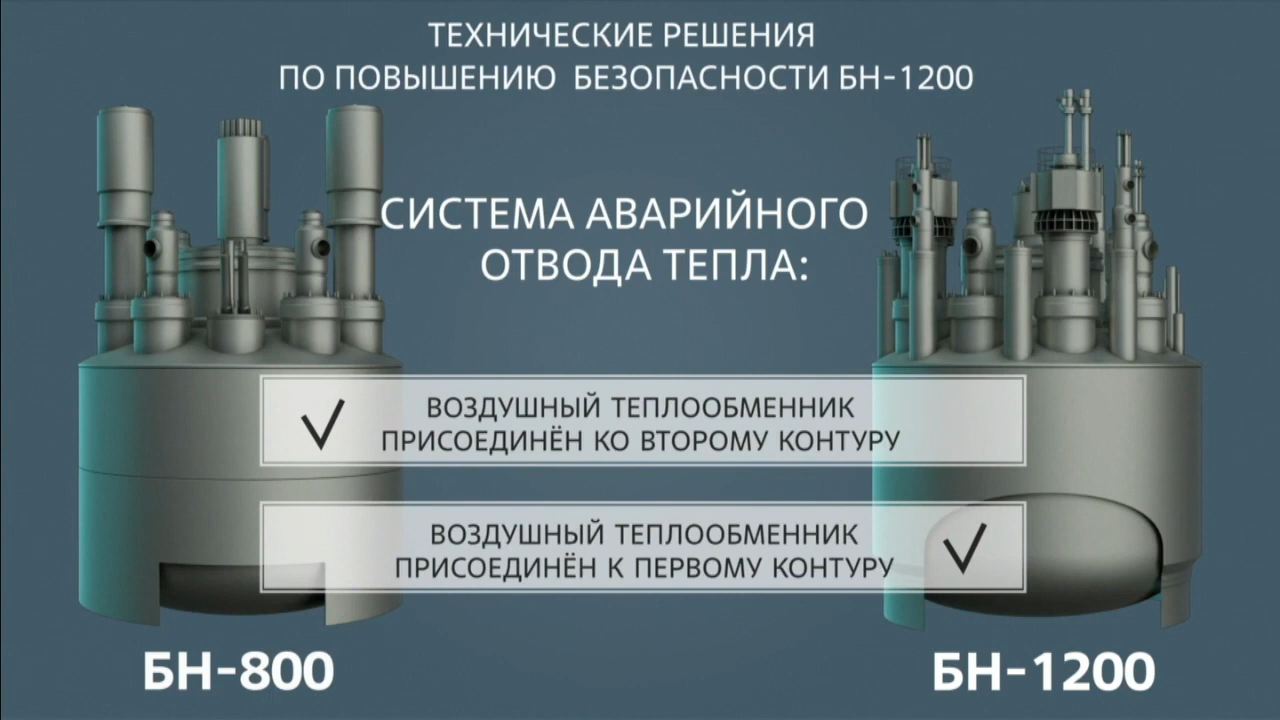 ТЕХНИЧЕСКИЕ РЕШЕНИЯ
ПО ПОВЫШЕНИЮ БЕЗОПАСНОСТИ БН-1200
СИСТЕМА АВАРИЙНОГО
ОТВОДА ТЕПЛА:
ВОЗДУШНЫЙ ТЕПЛООБМЕННИК
ПРИСОЕДИНЁН КО ВТОРОМУ КОНТУРУ
ВОЗДУШНЫЙ ТЕПЛООБМЕННИК
ПРИСОЕДИНЁН К ПЕРВОМУ КОНТУРУ
БН-800
БН-1200